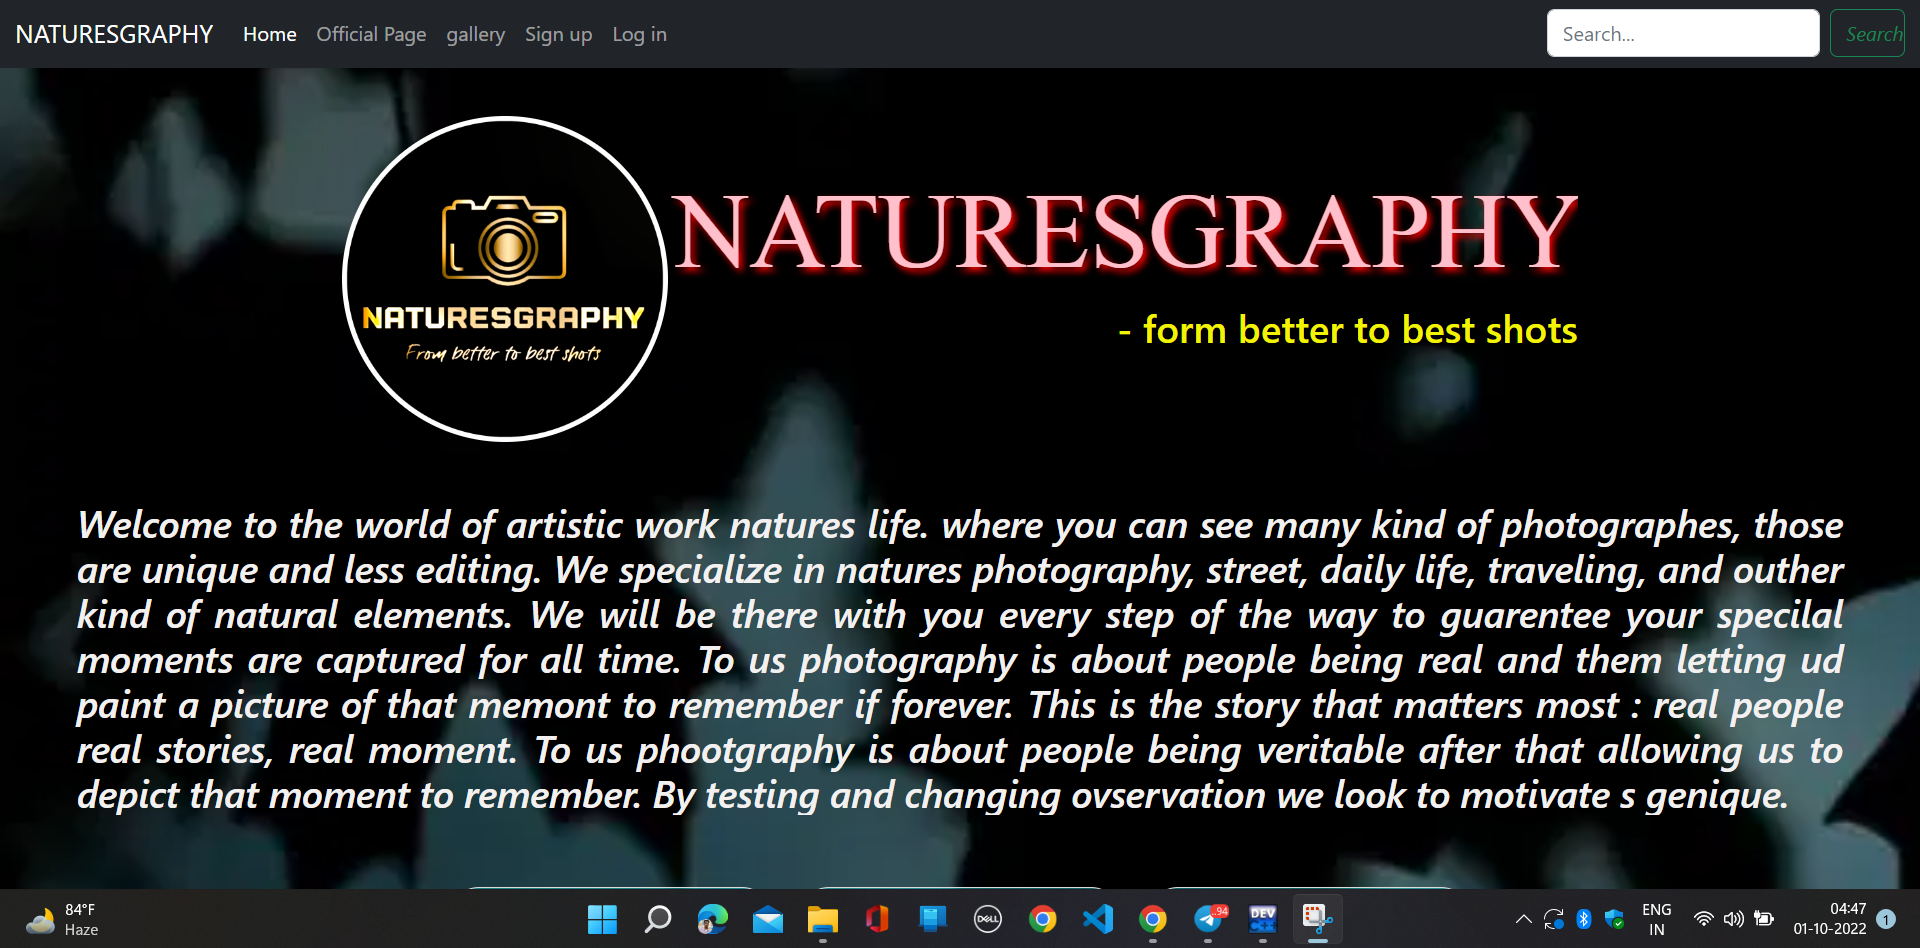 NATURESGRAPHY Home Official Page gallery Sign up Log in Search... Search
NATURESGRAPHY
From better to best shots
NATURESGRAPHY
- form better to best shots
Welcome to the world of artistic work natures life. where you can see many kind of photographes, those
are unique and less editing. We specialize in natures photography, street, daily life, traveling, and outher
kind of natural elements. We will be there with you every step of the way to guarentee your specilal
moments are captured for all time. To us photography is about people being real and them letting ud
paint a picture of that memont to remember if forever. This is the story that matters most : real people
real stories, real moment. To us phootgraphy is about people being veritable after that allowing us to
depict that moment to remember. By testing and changing ovservation we look to motivate s genique.
84°F
Haze
DELL
..94
DEV
C++
ENG
IN
04:47
01-10-2022
1